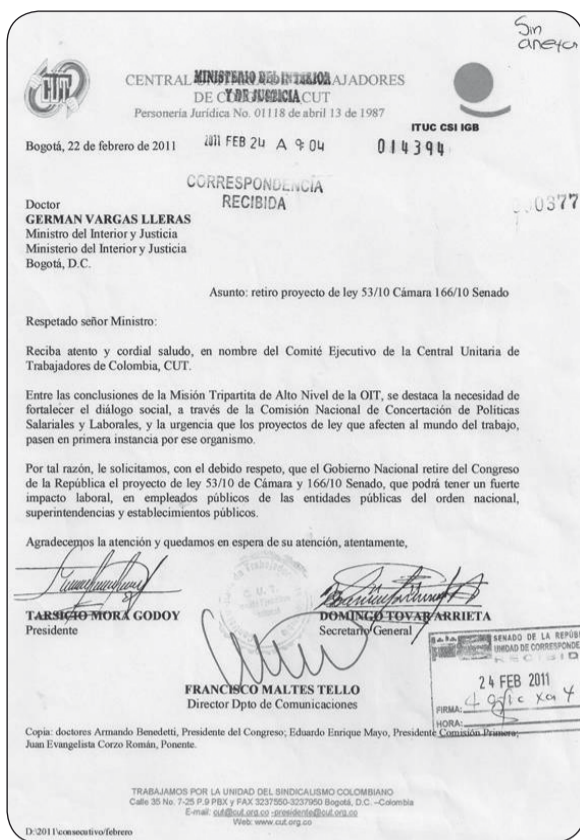 Sin
anexos
CUT
CENTRAL MINISTERIO DEL INTERIOR AJADORES
DE CO Y DE JUSTICIA CUT
Personería Jurídica No. 01118 de abril 13 de 1987
ITUC CSI IGB
Bogotá, 22 de febrero de 2011
2011 FEB 24 A 9:04
014394
CORRESPONDENCIA
RECIBIDA
0377
Doctor
GERMAN VARGAS LLERAS
Ministro del Interior y Justicia
Ministerio del Interior y Justicia
Bogotá, D.C.
Asunto: retiro proyecto de ley 53/10 Cámara 166/10 Senado
Respetado señor Ministro:
Reciba atento y cordial saludo, en nombre del Comité Ejecutivo de la Central Unitaria de
Trabajadores de Colombia, CUT.
Entre las conclusiones de la Misión Tripartita de Alto Nivel de la OIT, se destaca la necesidad de
fortalecer el diálogo social, a través de la Comisión Nacional de Concertación de Políticas
Salariales y Laborales, y la urgencia que los proyectos de ley que afecten al mundo del trabajo,
pasen en primera instancia por ese organismo.
Por tal razón, le solicitamos, con el debido respeto, que el Gobierno Nacional retire del Congreso
de la República el proyecto de ley 53/10 de Cámara y 166/10 Senado, que podrá tener un fuerte
impacto laboral, en empleados públicos de las entidades públicas del orden nacional,
superintendencias y establecimientos públicos.
Agradecemos la atención y quedamos en espera de su atención, atentamente,
C.U.T.
TARSICIO MORA GODOY
Presidente
DOMINGO TOVAR ARRIETA
Secretario General
FRANCISCO MALTES TELLO
Director Dpto de Comunicaciones
SENADO DE LA REPÚB
UNIDAD DE CORRESPONDE
RECIBID
24 FEB 2011
FIRMA:
HORA:
Copia: doctores Armando Benedetti, Presidente del Congreso; Eduardo Enrique Mayo, Presidente Comisión Primera;
Juan Evangelista Corzo Román, Ponente.
TRABAJAMOS POR LA UNIDAD DEL SINDICALISMO COLOMBIANO
Calle 35 No. 7-25 P.9 PBX y FAX 3237550-3237950 Bogotá, D.C. –Colombia
E-mail: cut@cut.org.co -presidente@cut.org.co
Web: www.cut.org.co
D:\2011\consecutivo/febrero